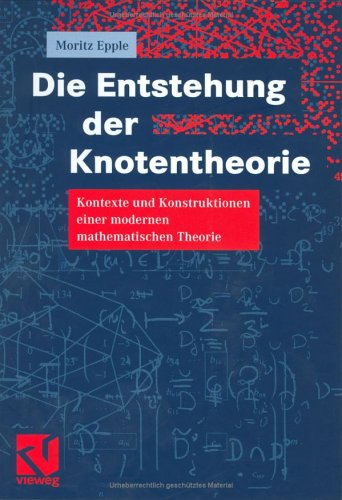 Urheberrechtlich geschütztes Material
Moritz Epple
Die Entstehung
der
Knotentheorie
Kontexte und Konstruktionen
einer modernen
mathematischen Theorie
vieweg
Urheberrechtlich geschütztes Material